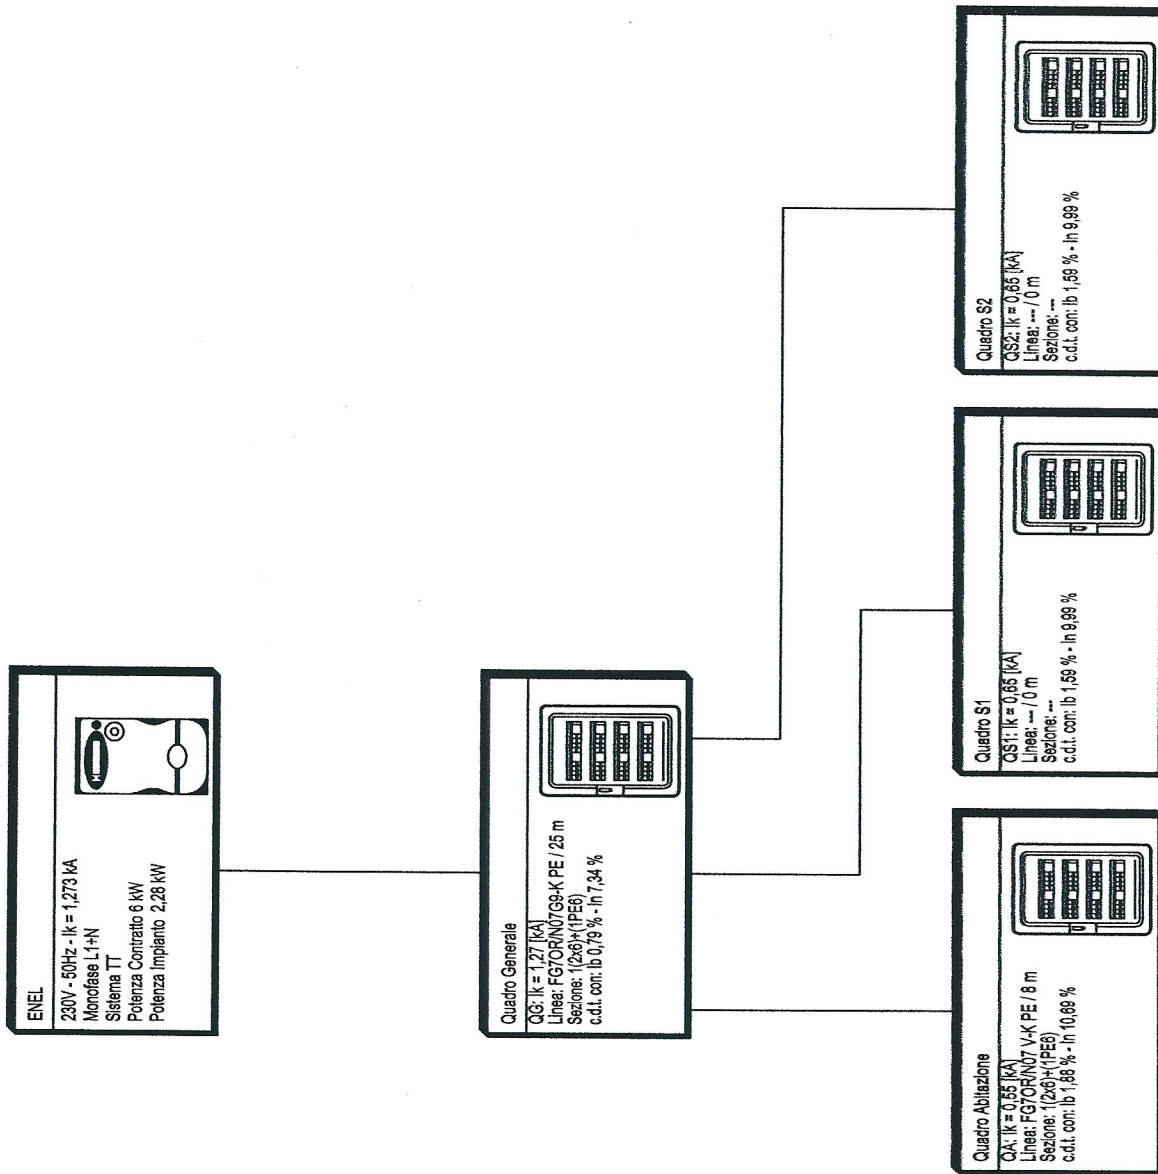 ENEL
230V - 50Hz - Ik = 1,273 kA
Monofase L1+N
Sistema TT
Potenza Contratto 6 kW
Potenza Impianto 2,28 kW
Quadro Generale
QG: Ik = 1,27 [kA]
Linea: FG7OR/N07G9-K PE / 25 m
Sezione: 1(2x6)+(1PE6)
c.d.t. con: Ib 0,79 % - In 7,34 %
Quadro Abitazione
QA: Ik = 0,55 [kA]
Linea: FG7OR/N07 V-K PE / 8 m
Sezione: 1(2x6)+(1PE6)
c.d.t. con: Ib 1,88 % - In 10,69 %
Quadro S1
QS1: Ik = 0,65 [kA]
Linea: --- / 0 m
Sezione: ---
c.d.t. con: Ib 1,59 % - In 9,99 %
Quadro S2
QS2: Ik = 0,65 [kA]
Linea: --- / 0 m
Sezione: ---
c.d.t. con: Ib 1,59 % - In 9,99 %